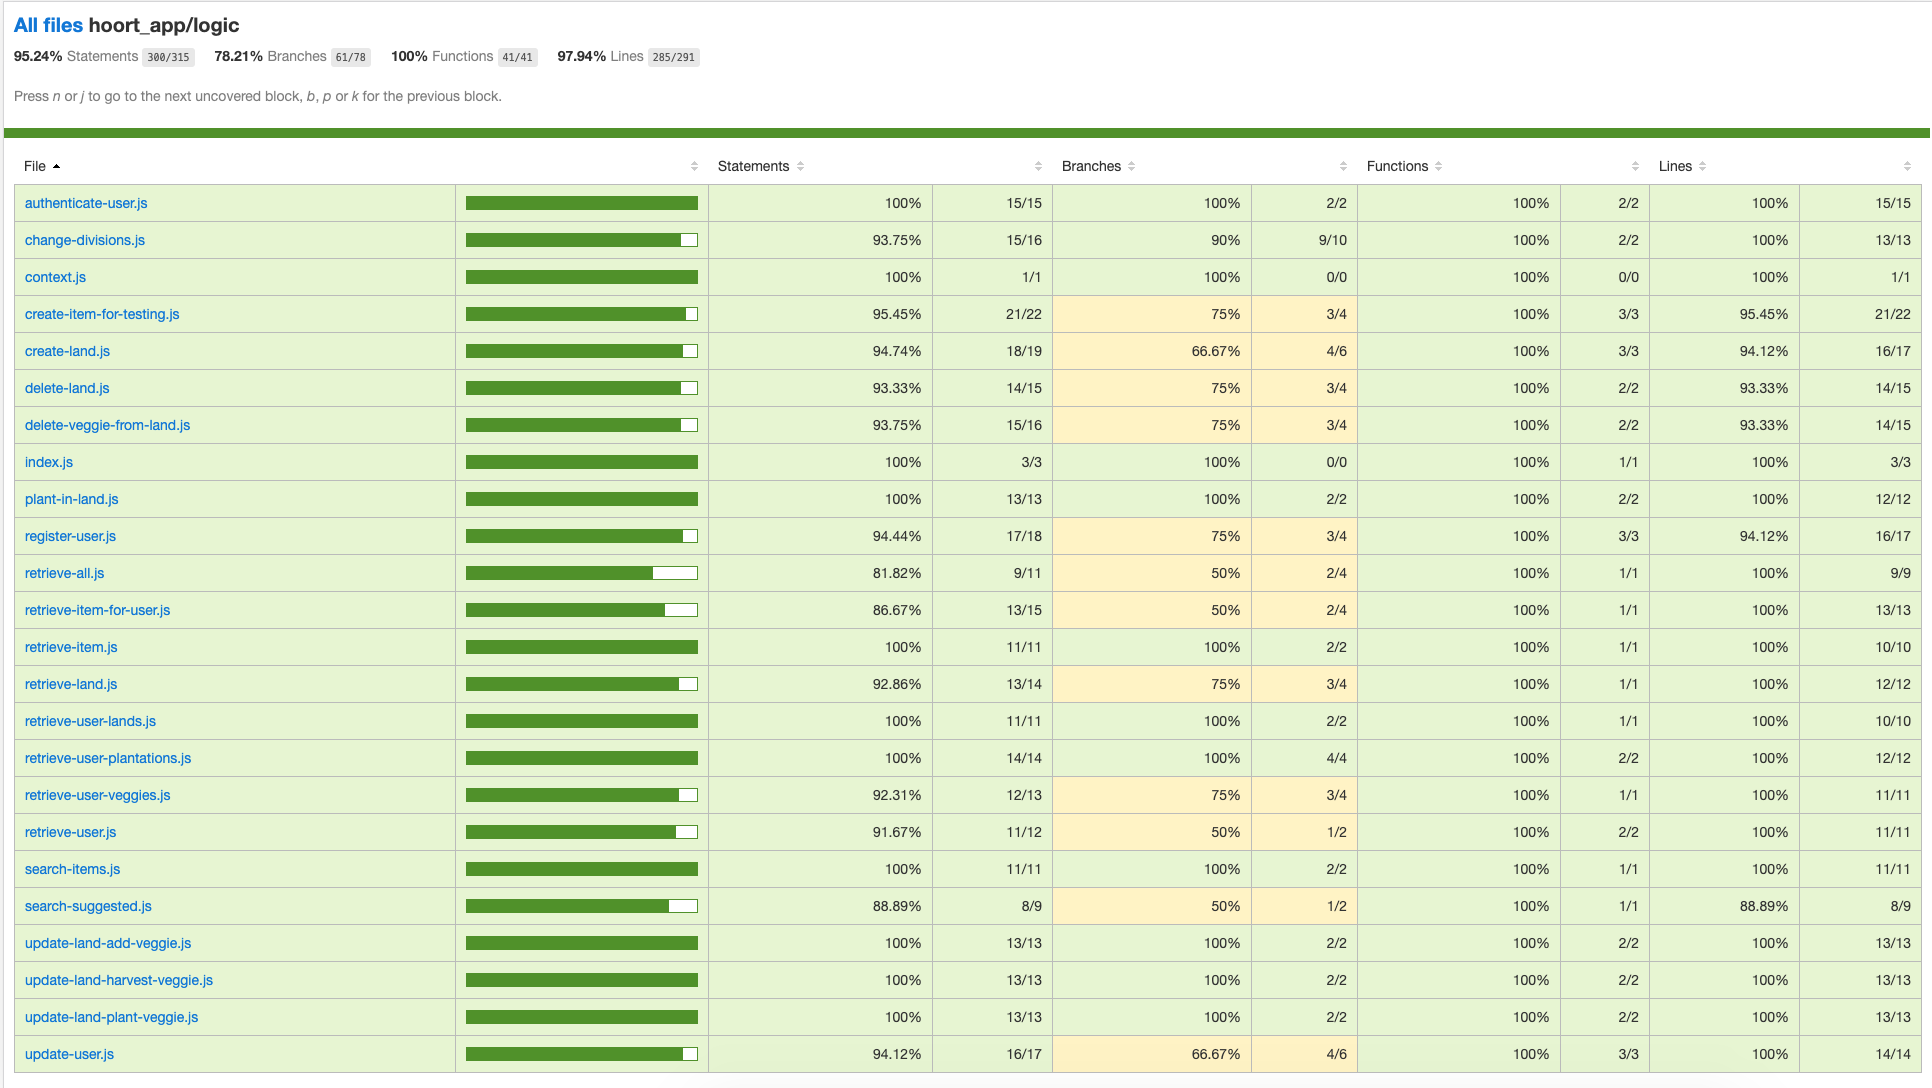 All files hoort_app/logic
95.24% Statements 300/315 78.21% Branches 61/78 100% Functions 41/41 97.94% Lines 285/291
Press n or j to go to the next uncovered block, b, p or k for the previous block.
File Statements Branches Functions Lines
authenticate-user.js 100% 15/15 100% 2/2 100% 2/2 100% 15/15
change-divisions.js 93.75% 15/16 90% 9/10 100% 2/2 100% 13/13
context.js 100% 1/1 100% 0/0 100% 0/0 100% 1/1
create-item-for-testing.js 95.45% 21/22 75% 3/4 100% 3/3 95.45% 21/22
create-land.js 94.74% 18/19 66.67% 4/6 100% 3/3 94.12% 16/17
delete-land.js 93.33% 14/15 75% 3/4 100% 2/2 93.33% 14/15
delete-veggie-from-land.js 93.75% 15/16 75% 3/4 100% 2/2 93.33% 14/15
index.js 100% 3/3 100% 0/0 100% 1/1 100% 3/3
plant-in-land.js 100% 13/13 100% 2/2 100% 2/2 100% 12/12
register-user.js 94.44% 17/18 75% 3/4 100% 3/3 94.12% 16/17
retrieve-all.js 81.82% 9/11 50% 2/4 100% 1/1 100% 9/9
retrieve-item-for-user.js 86.67% 13/15 50% 2/4 100% 1/1 100% 13/13
retrieve-item.js 100% 11/11 100% 2/2 100% 1/1 100% 10/10
retrieve-land.js 92.86% 13/14 75% 3/4 100% 1/1 100% 12/12
retrieve-user-lands.js 100% 11/11 100% 2/2 100% 1/1 100% 10/10
retrieve-user-plantations.js 100% 14/14 100% 4/4 100% 2/2 100% 12/12
retrieve-user-veggies.js 92.31% 12/13 75% 3/4 100% 1/1 100% 11/11
retrieve-user.js 91.67% 11/12 50% 1/2 100% 2/2 100% 11/11
search-items.js 100% 11/11 100% 2/2 100% 1/1 100% 11/11
search-suggested.js 88.89% 8/9 50% 1/2 100% 1/1 88.89% 8/9
update-land-add-veggie.js 100% 13/13 100% 2/2 100% 2/2 100% 13/13
update-land-harvest-veggie.js 100% 13/13 100% 2/2 100% 2/2 100% 13/13
update-land-plant-veggie.js 100% 13/13 100% 2/2 100% 2/2 100% 13/13
update-user.js 94.12% 16/17 66.67% 4/6 100% 3/3 100% 14/14